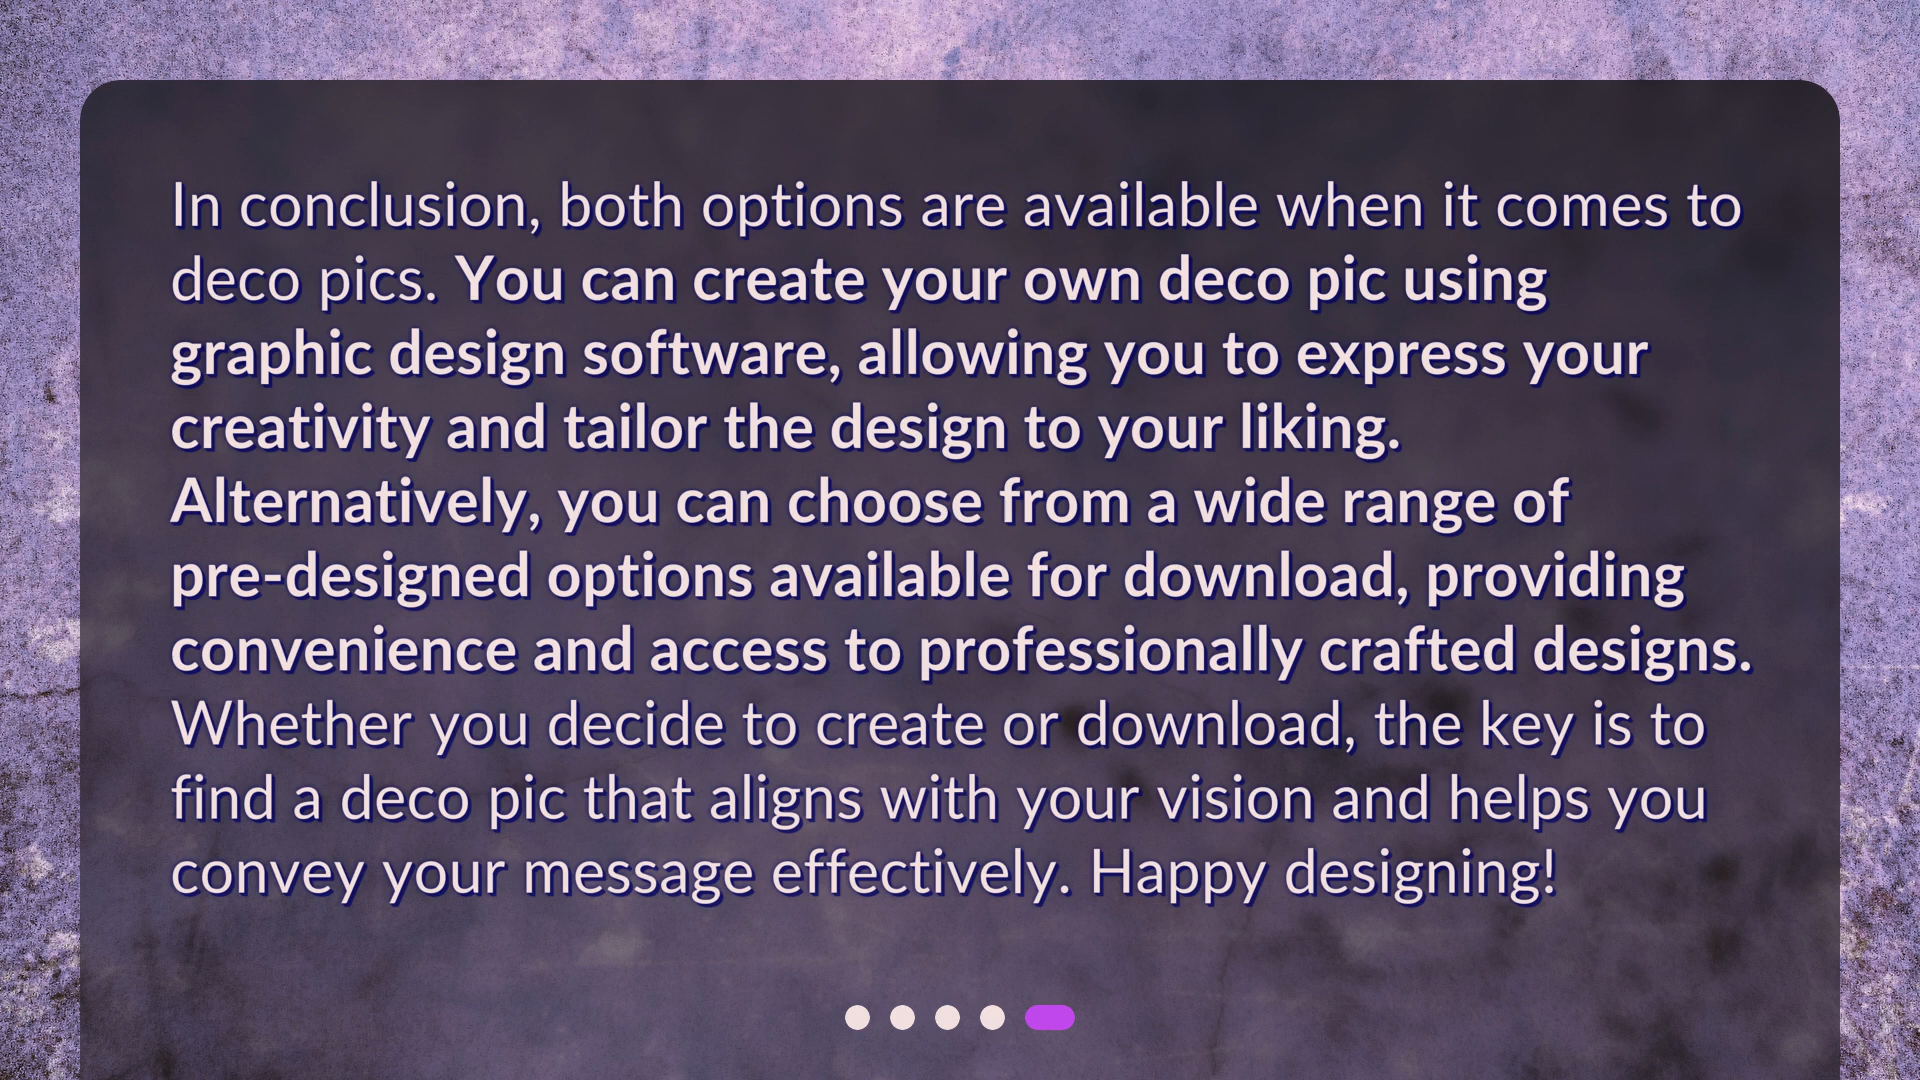 In conclusion, both options are available when it comes to
deco pics. You can create your own deco pic using
graphic design software, allowing you to express your
creativity and tailor the design to your liking.
Alternatively, you can choose from a wide range of
pre-designed options available for download, providing
convenience and access to professionally crafted designs.
Whether you decide to create or download, the key is to
find a deco pic that aligns with your vision and helps you
convey your message effectively. Happy designing!